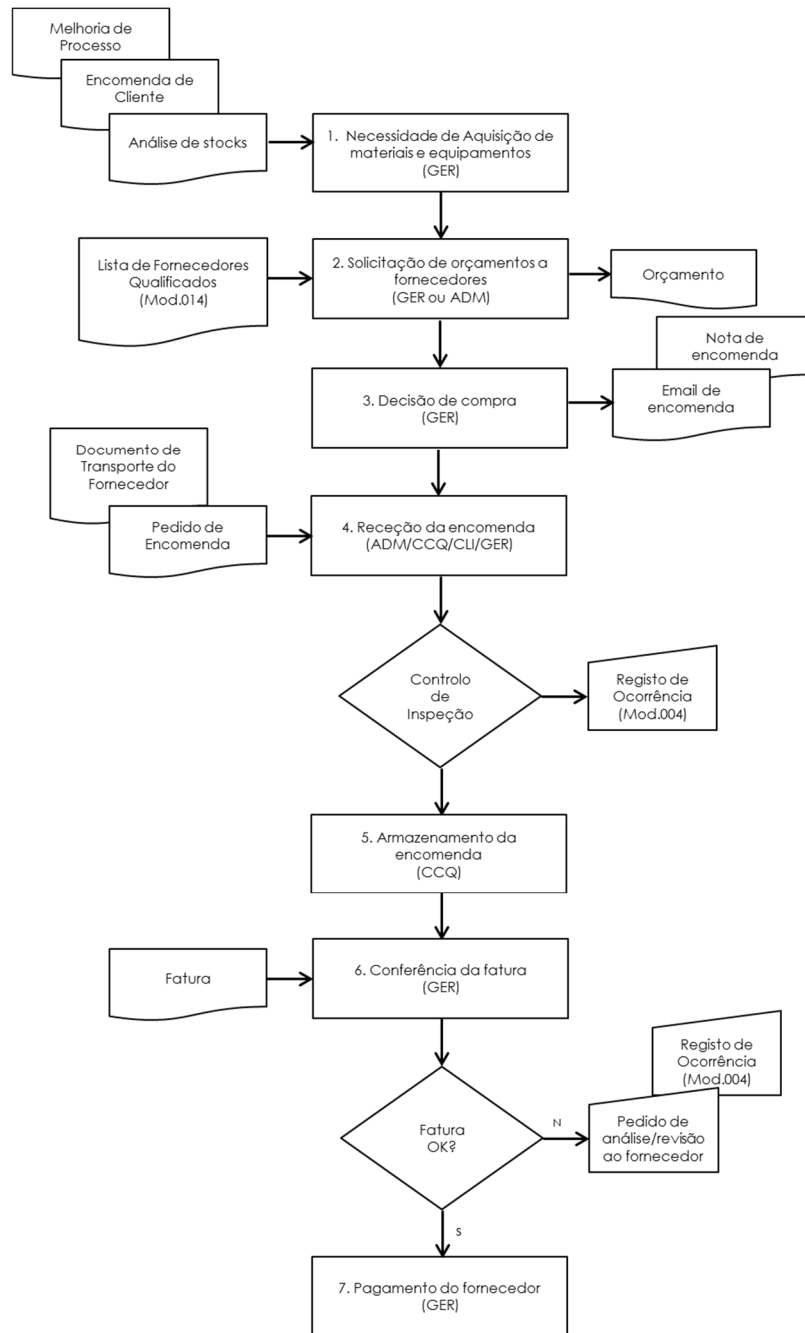 Melhoria de
Processo
Encomenda de
Cliente
Análise de stocks
1. Necessidade de Aquisição de
materiais e equipamentos
(GER)
Lista de Fornecedores
Qualificados
(Mod.014)
2. Solicitação de orçamentos a
fornecedores
(GER ou ADM)
Orçamento
Nota de
encomenda
3. Decisão de compra
(GER)
Email de
encomenda
Documento de
Transporte do
Fornecedor
Pedido de
Encomenda
4. Receção da encomenda
(ADM/CCQ/CLI/GER)
Controlo
de
Inspeção
Registo de
Ocorrência
(Mod.004)
5. Armazenamento da
encomenda
(CCQ)
Fatura
6. Conferência da fatura
(GER)
Registo de
Ocorrência
(Mod.004)
Fatura
OK?
N
Pedido de
análise/revisão
ao fornecedor
S
7. Pagamento do fornecedor
(GER)